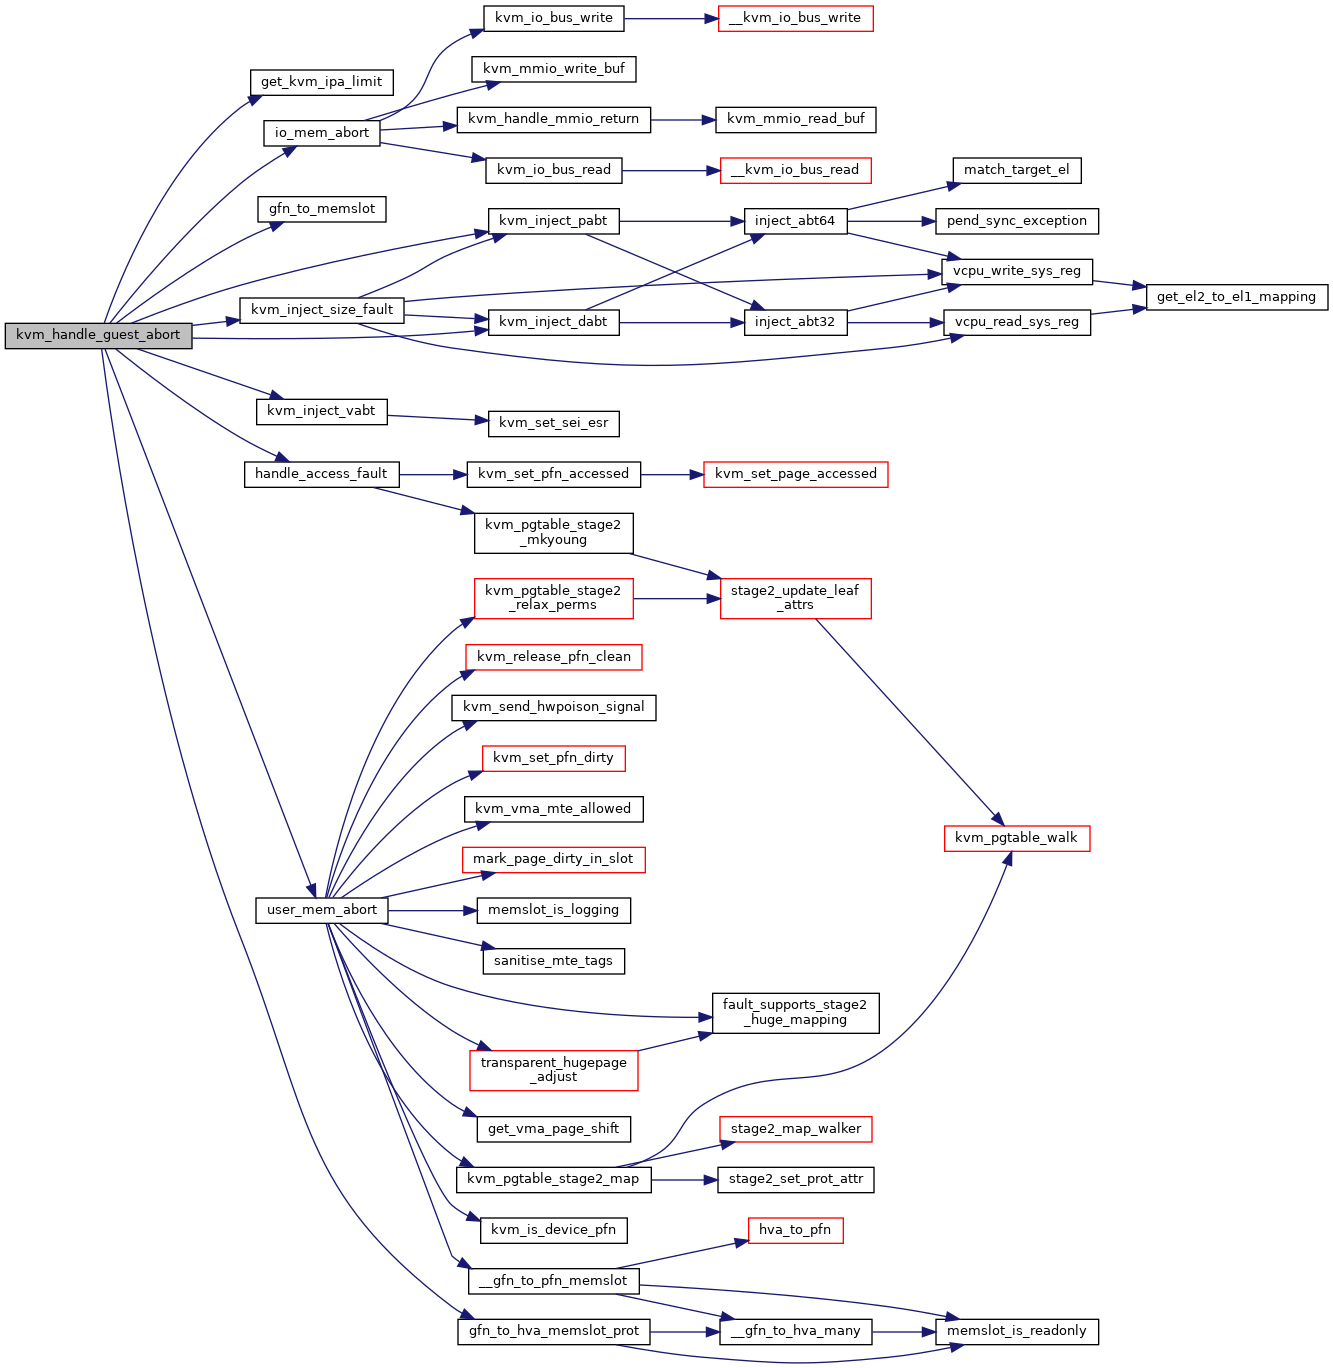 kvm_io_bus_write
__kvm_io_bus_write
kvm_mmio_write_buf
get_kvm_ipa_limit
io_mem_abort
kvm_handle_mmio_return
kvm_mmio_read_buf
kvm_io_bus_read
__kvm_io_bus_read
match_target_el
gfn_to_memslot
kvm_inject_pabt
inject_abt64
pend_sync_exception
vcpu_write_sys_reg
get_el2_to_el1_mapping
kvm_inject_size_fault
kvm_inject_dabt
inject_abt32
vcpu_read_sys_reg
kvm_handle_guest_abort
kvm_inject_vabt
kvm_set_sei_esr
handle_access_fault
kvm_set_pfn_accessed
kvm_set_page_accessed
kvm_pgtable_stage2
_mkyoung
kvm_pgtable_stage2
_relax_perms
stage2_update_leaf
_attrs
kvm_release_pfn_clean
kvm_send_hwpoison_signal
kvm_set_pfn_dirty
kvm_vma_mte_allowed
kvm_pgtable_walk
mark_page_dirty_in_slot
user_mem_abort
memslot_is_logging
sanitise_mte_tags
fault_supports_stage2
_huge_mapping
transparent_hugepage
_adjust
get_vma_page_shift
stage2_map_walker
kvm_pgtable_stage2_map
stage2_set_prot_attr
kvm_is_device_pfn
hva_to_pfn
__gfn_to_pfn_memslot
gfn_to_hva_memslot_prot
__gfn_to_hva_many
memslot_is_readonly